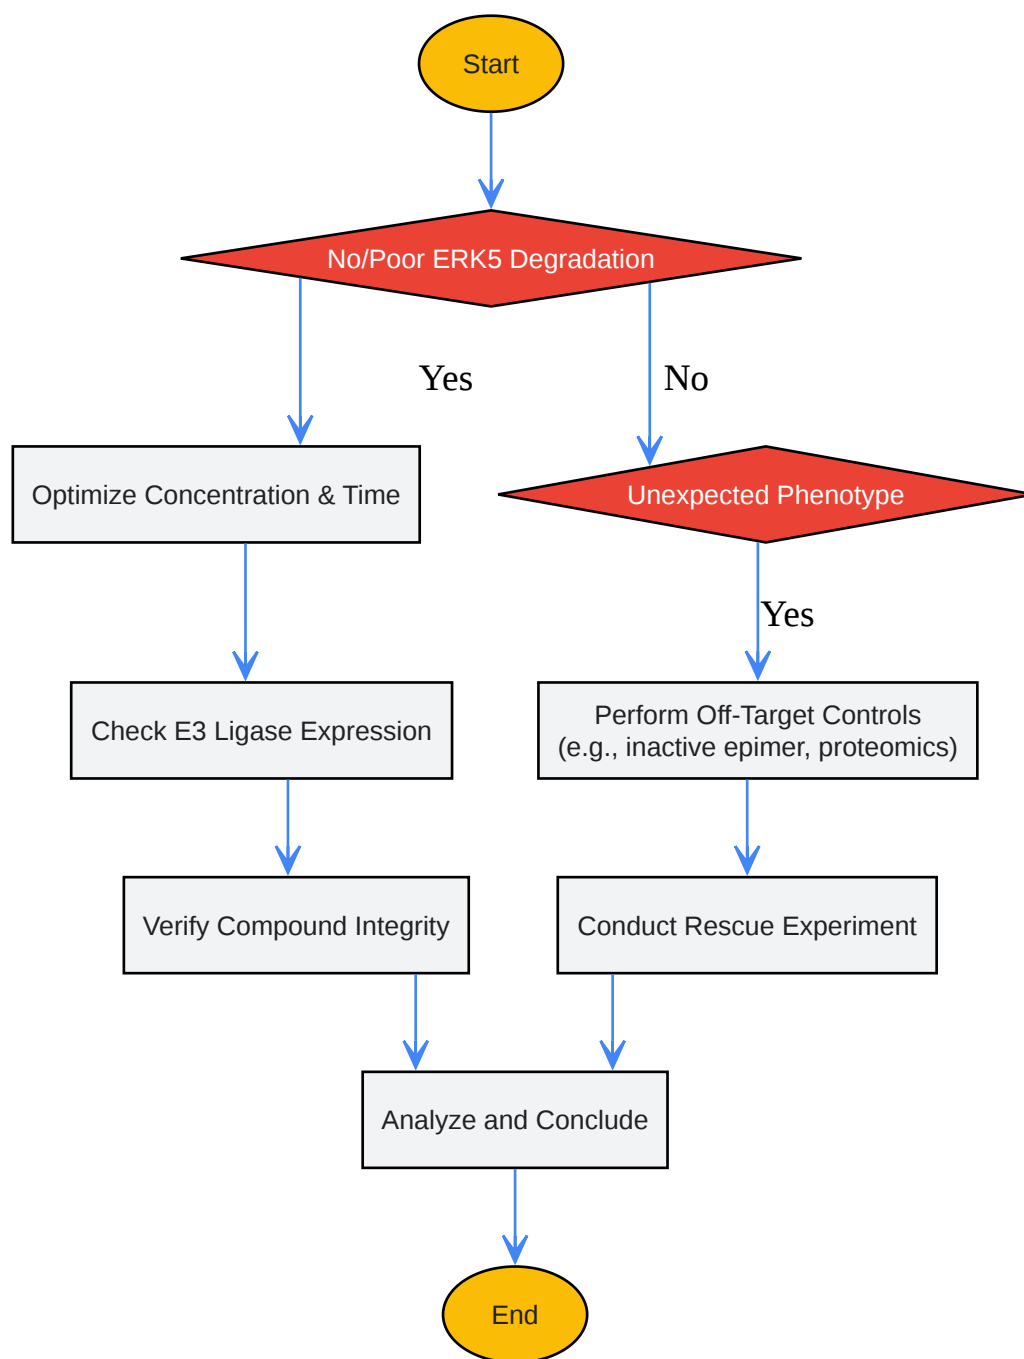 Start
No/Poor ERK5 Degradation
Yes
No
Optimize Concentration & Time
Unexpected Phenotype
Yes
Check E3 Ligase Expression
Perform Off-Target Controls
(e.g., inactive epimer, proteomics)
Verify Compound Integrity
Conduct Rescue Experiment
Analyze and Conclude
End